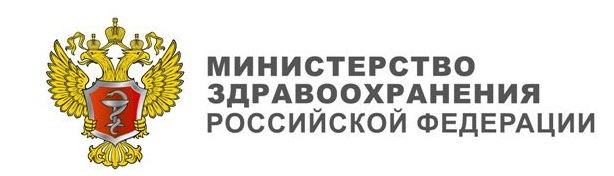 МИНИСТЕРСТВО
ЗДРАВООХРАНЕНИЯ
РОССИЙСКОЙ ФЕДЕРАЦИИ